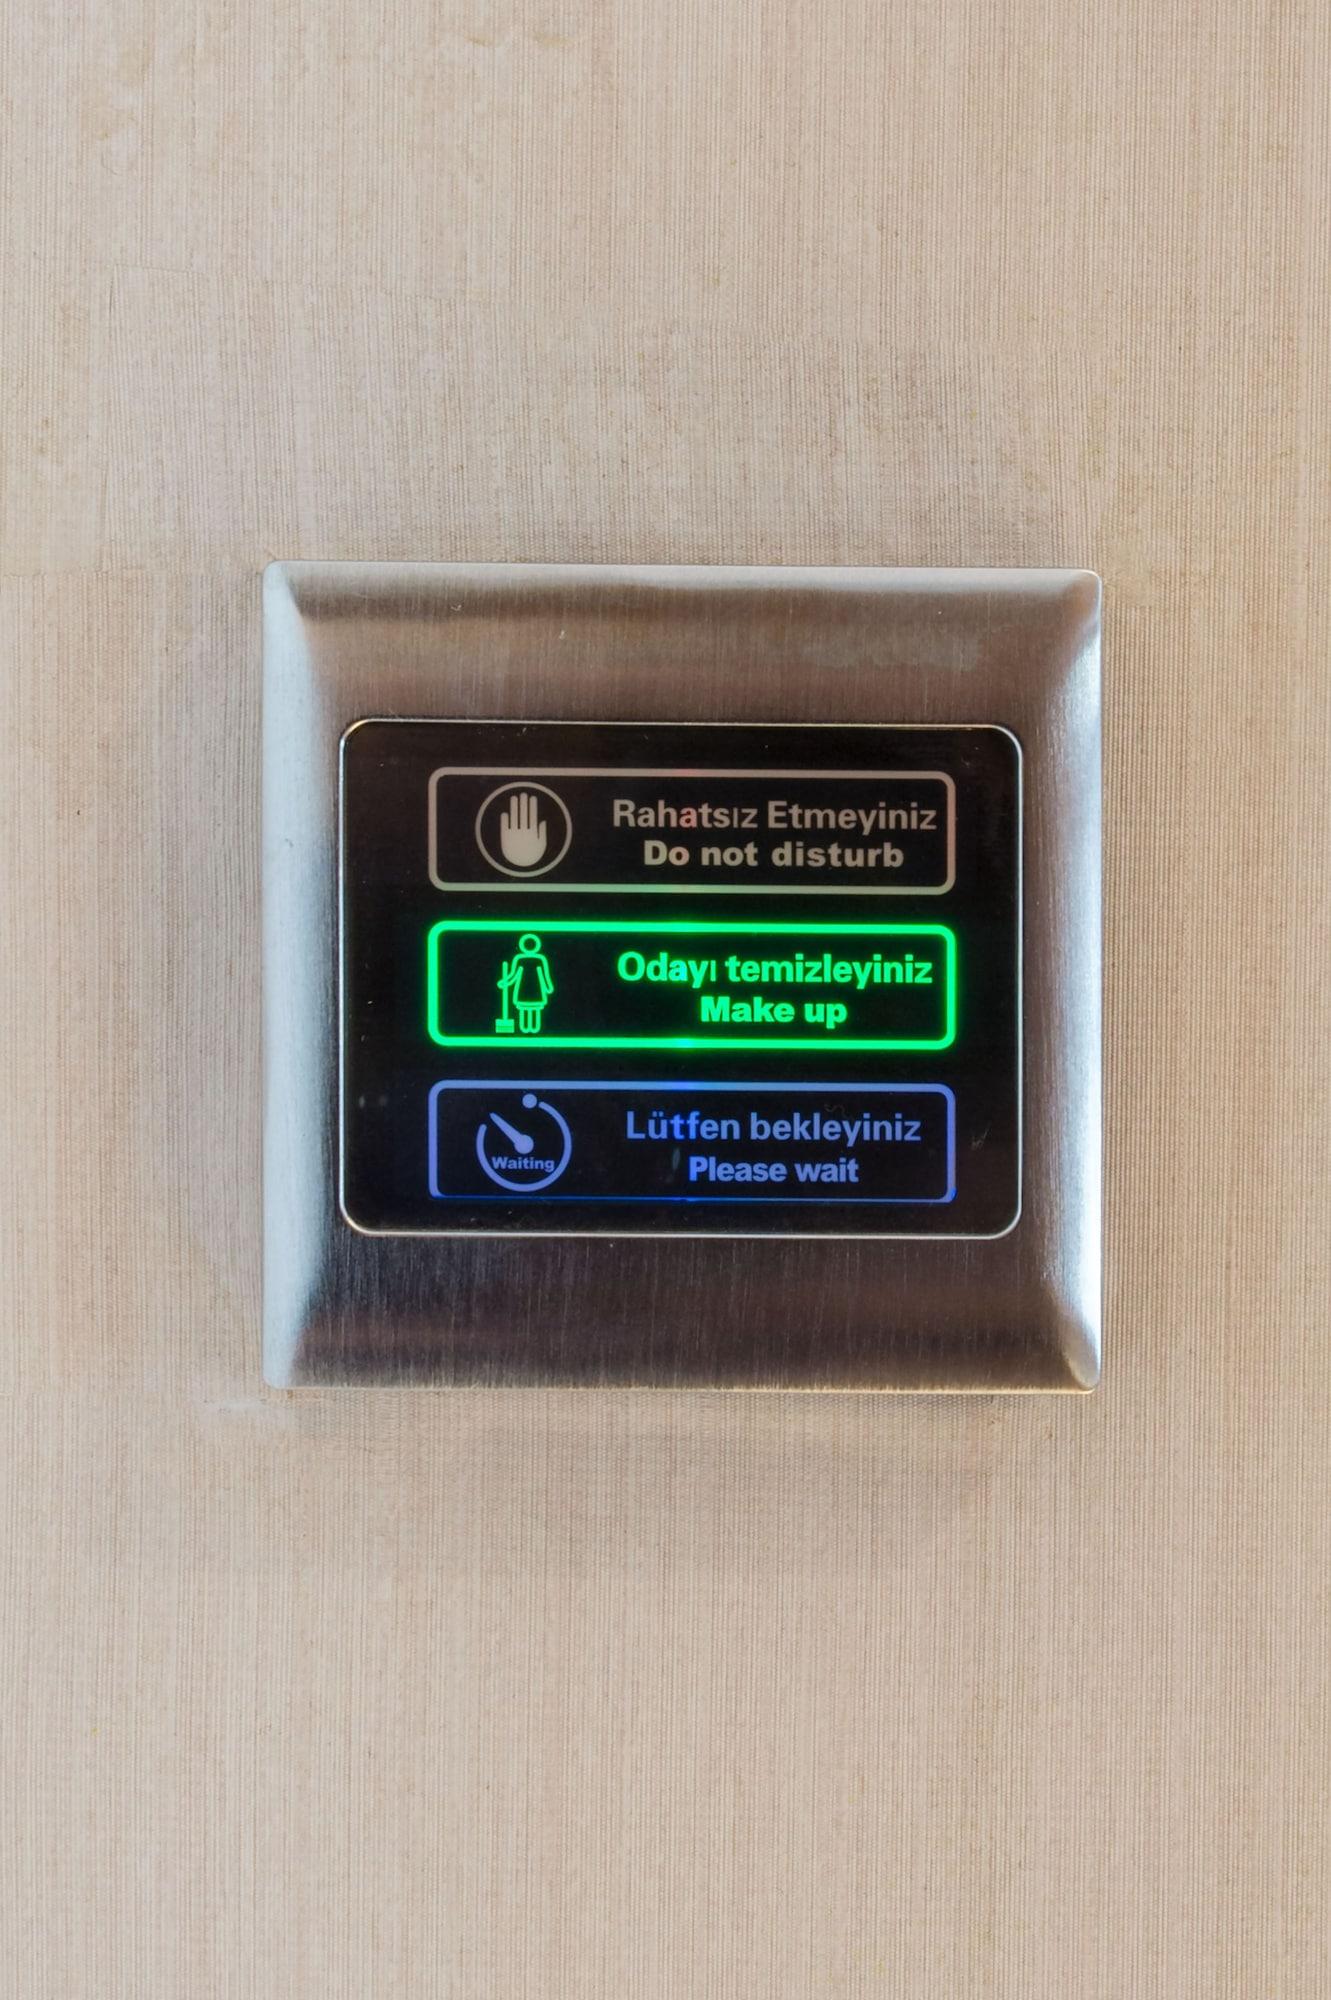 Rahatsız Etmeyiniz
Do not disturb
Odayı temizleyiniz
Make up
Lütfen bekleyiniz
Waiting
Please wait